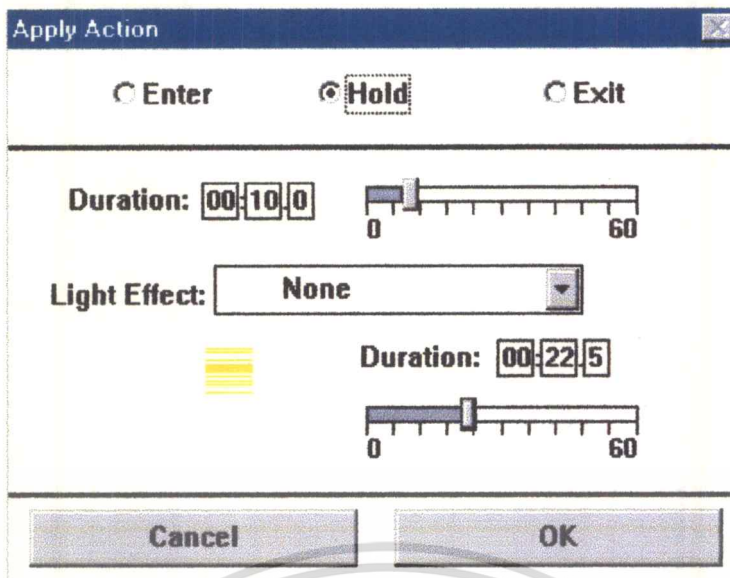 Apply Action
Enter Hold Exit
Duration: 00:10.0
0 60
Light Effect: None
Duration: 00:22.5
0 60
Cancel OK